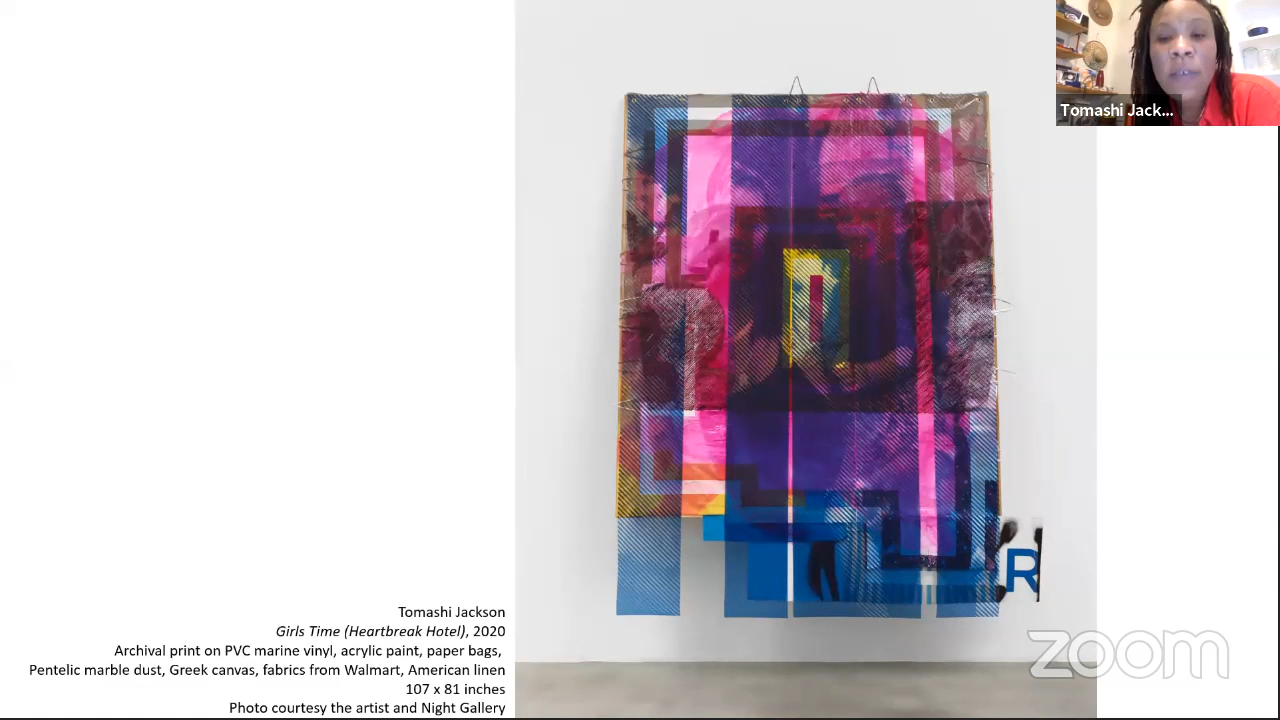 Tomashi Jack...
R
Tomashi Jackson
Girls Time (Heartbreak Hotel), 2020
Archival print on PVC marine vinyl, acrylic paint, paper bags,
Pentelic marble dust, Greek canvas, fabrics from Walmart, American linen
107 x 81 inches
Photo courtesy the artist and Night Gallery
zoom